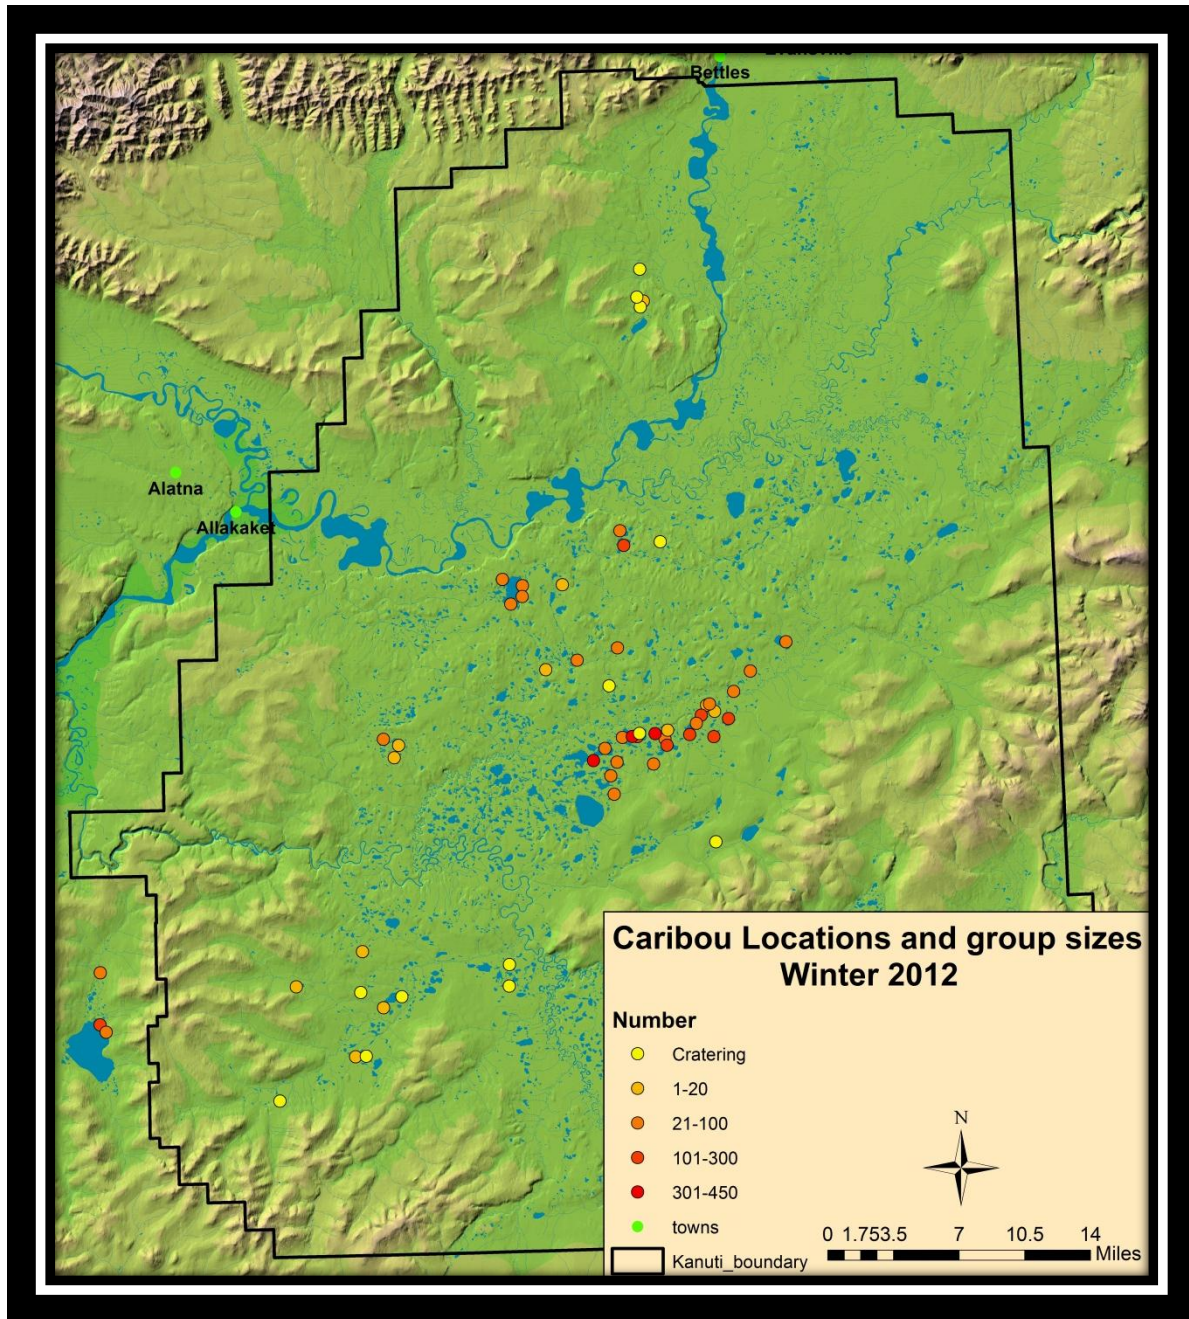 Bettles
Alatna
Allakaket
Caribou Locations and group sizes
Winter 2012
Number
Cratering
1-20
21-100
101-300
301-450
towns
Kanuti_boundary
N
0 1.753.5 7 10.5 14
Miles